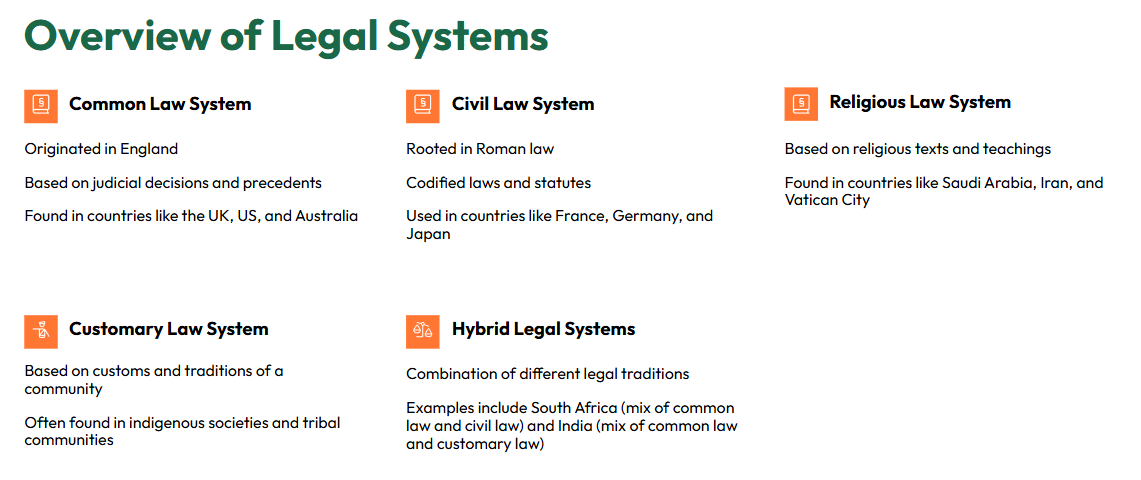 Overview of Legal Systems
Common Law System
Originated in England
Based on judicial decisions and precedents
Found in countries like the UK, US, and Australia
Civil Law System
Rooted in Roman law
Codified laws and statutes
Used in countries like France, Germany, and
Japan
Religious Law System
Based on religious texts and teachings
Found in countries like Saudi Arabia, Iran, and
Vatican City
Customary Law System
Based on customs and traditions of a
community
Often found in indigenous societies and tribal
communities
Hybrid Legal Systems
Combination of different legal traditions
Examples include South Africa (mix of common
law and civil law) and India (mix of common law
and customary law)